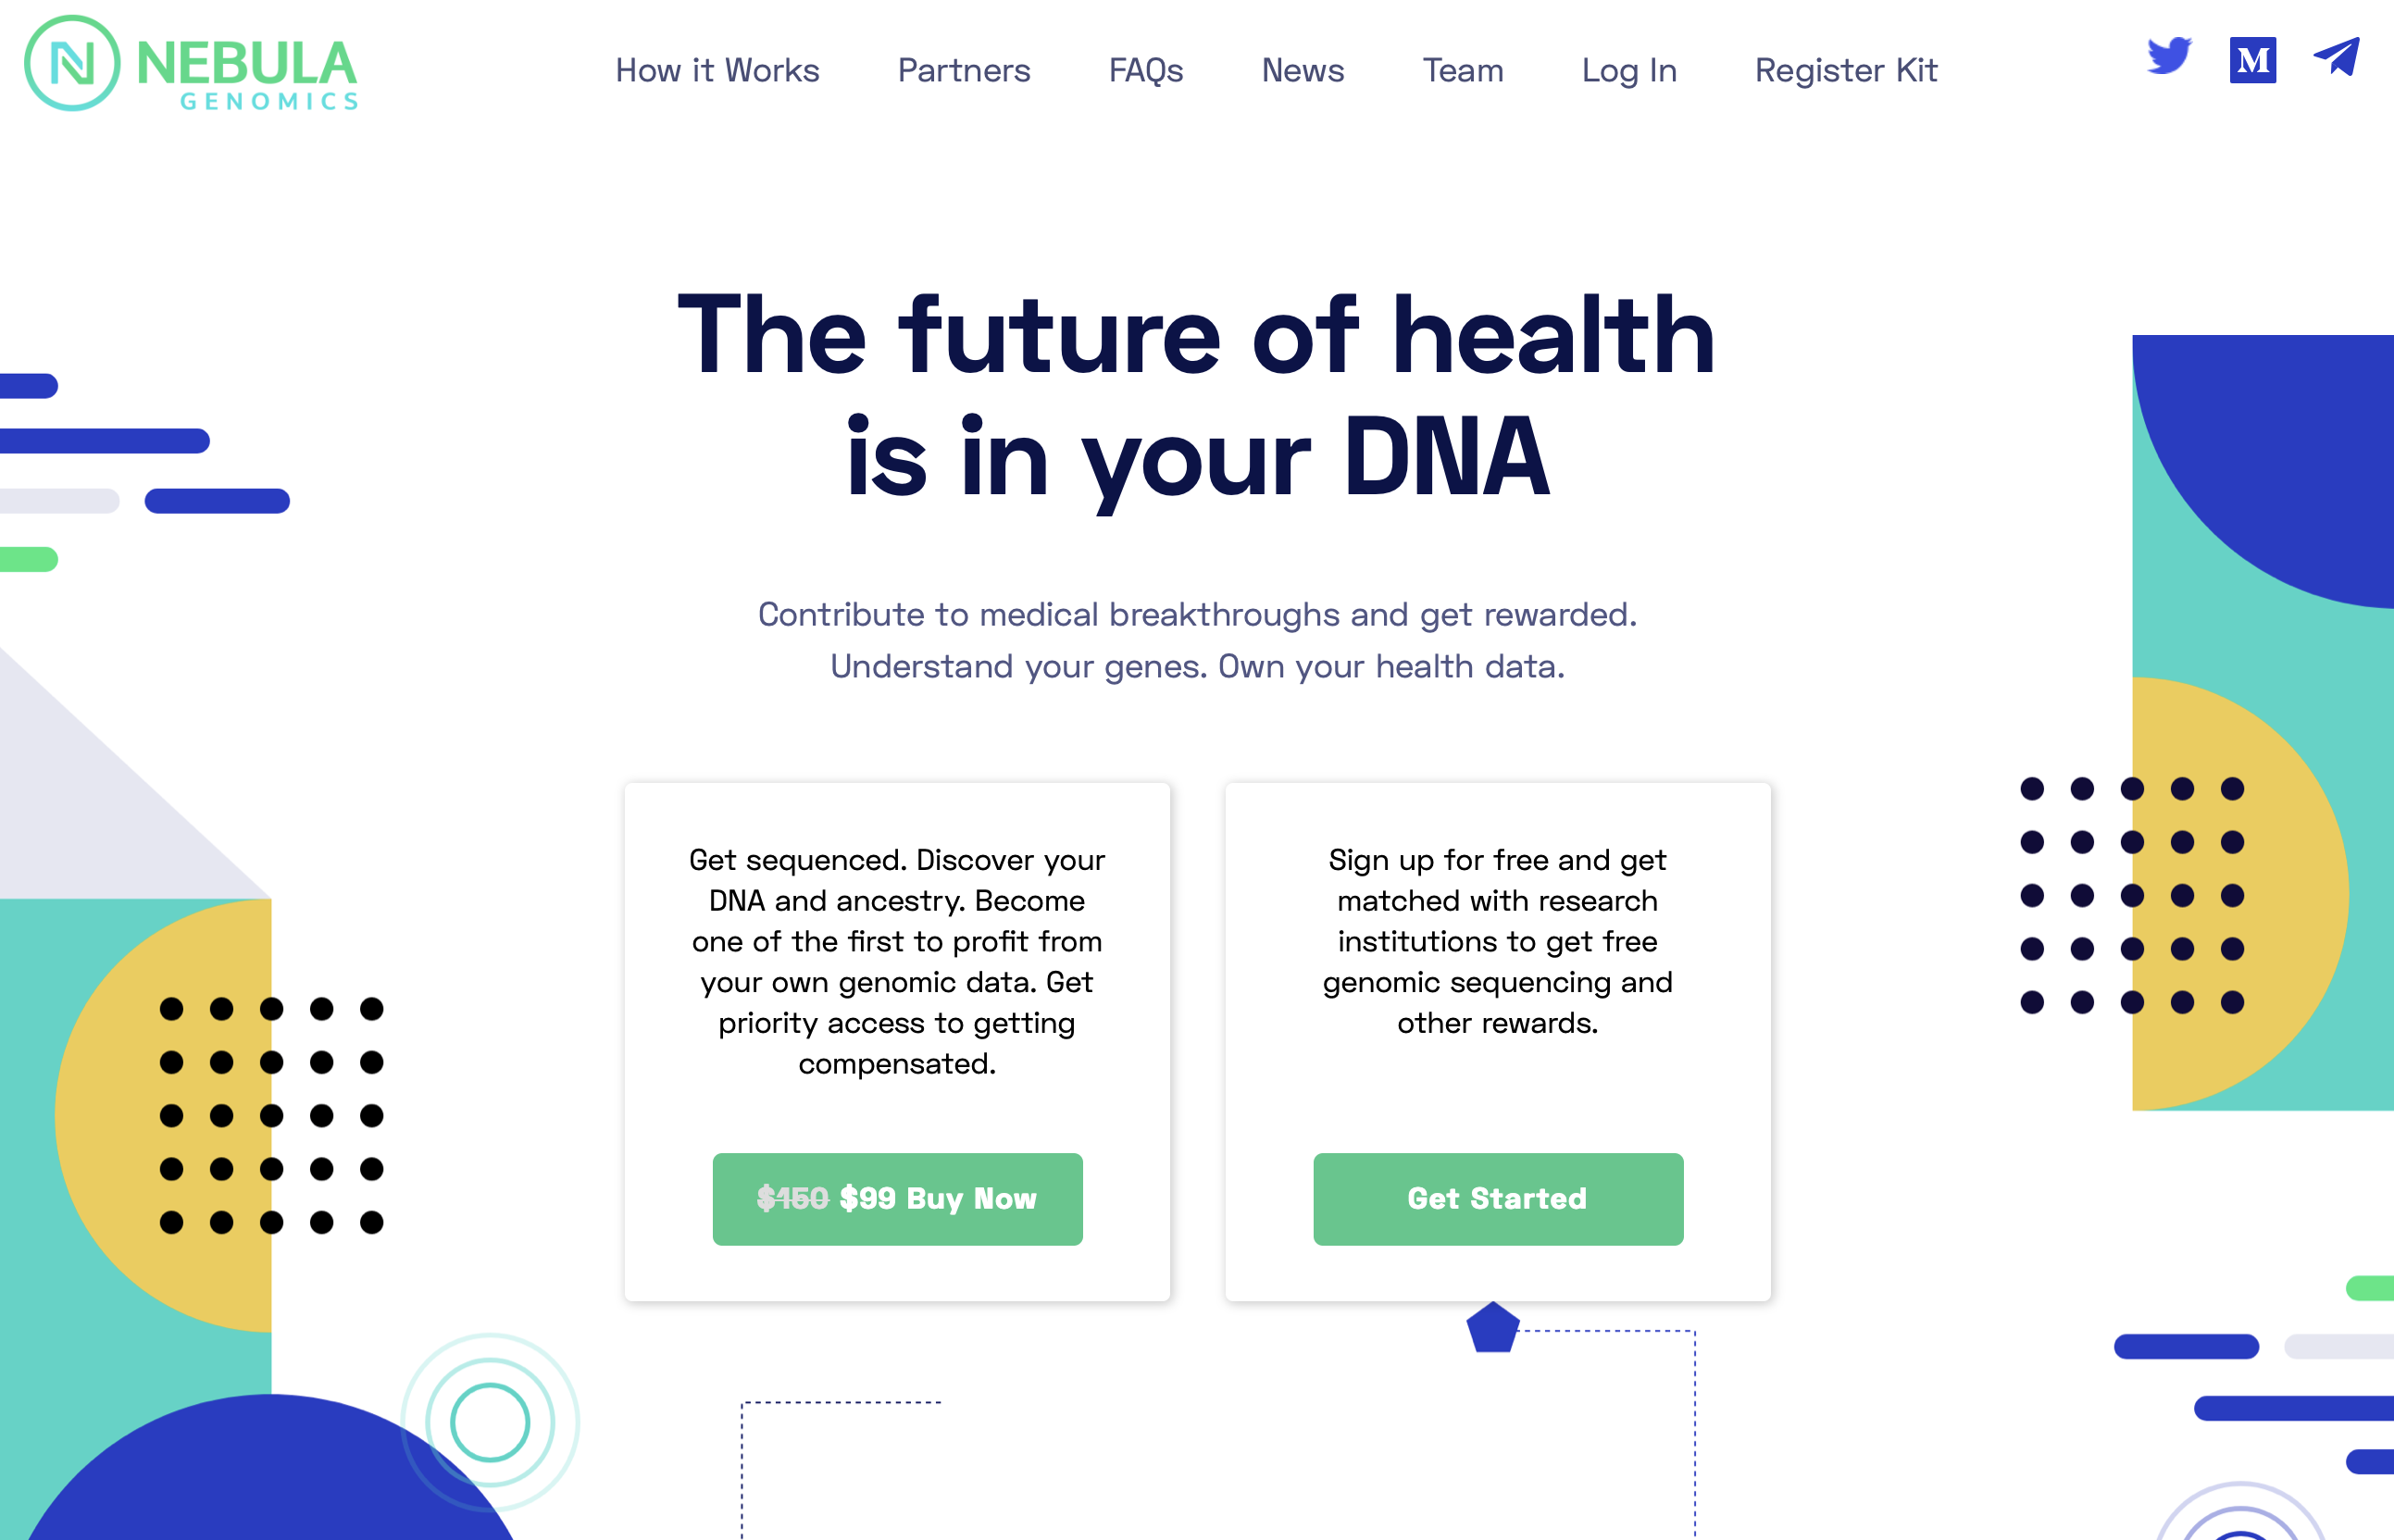 NEBULA
GENOMICS
How it Works
Partners
FAQs
News
Team
Log In
Register Kit
The future of health
is in your DNA
Contribute to medical breakthroughs and get rewarded.
Understand your genes. Own your health data.
Get sequenced. Discover your
DNA and ancestry. Become
one of the first to profit from
your own genomic data. Get
priority access to getting
compensated.
$150 $99 Buy Now
Sign up for free and get
matched with research
institutions to get free
genomic sequencing and
other rewards.
Get Started